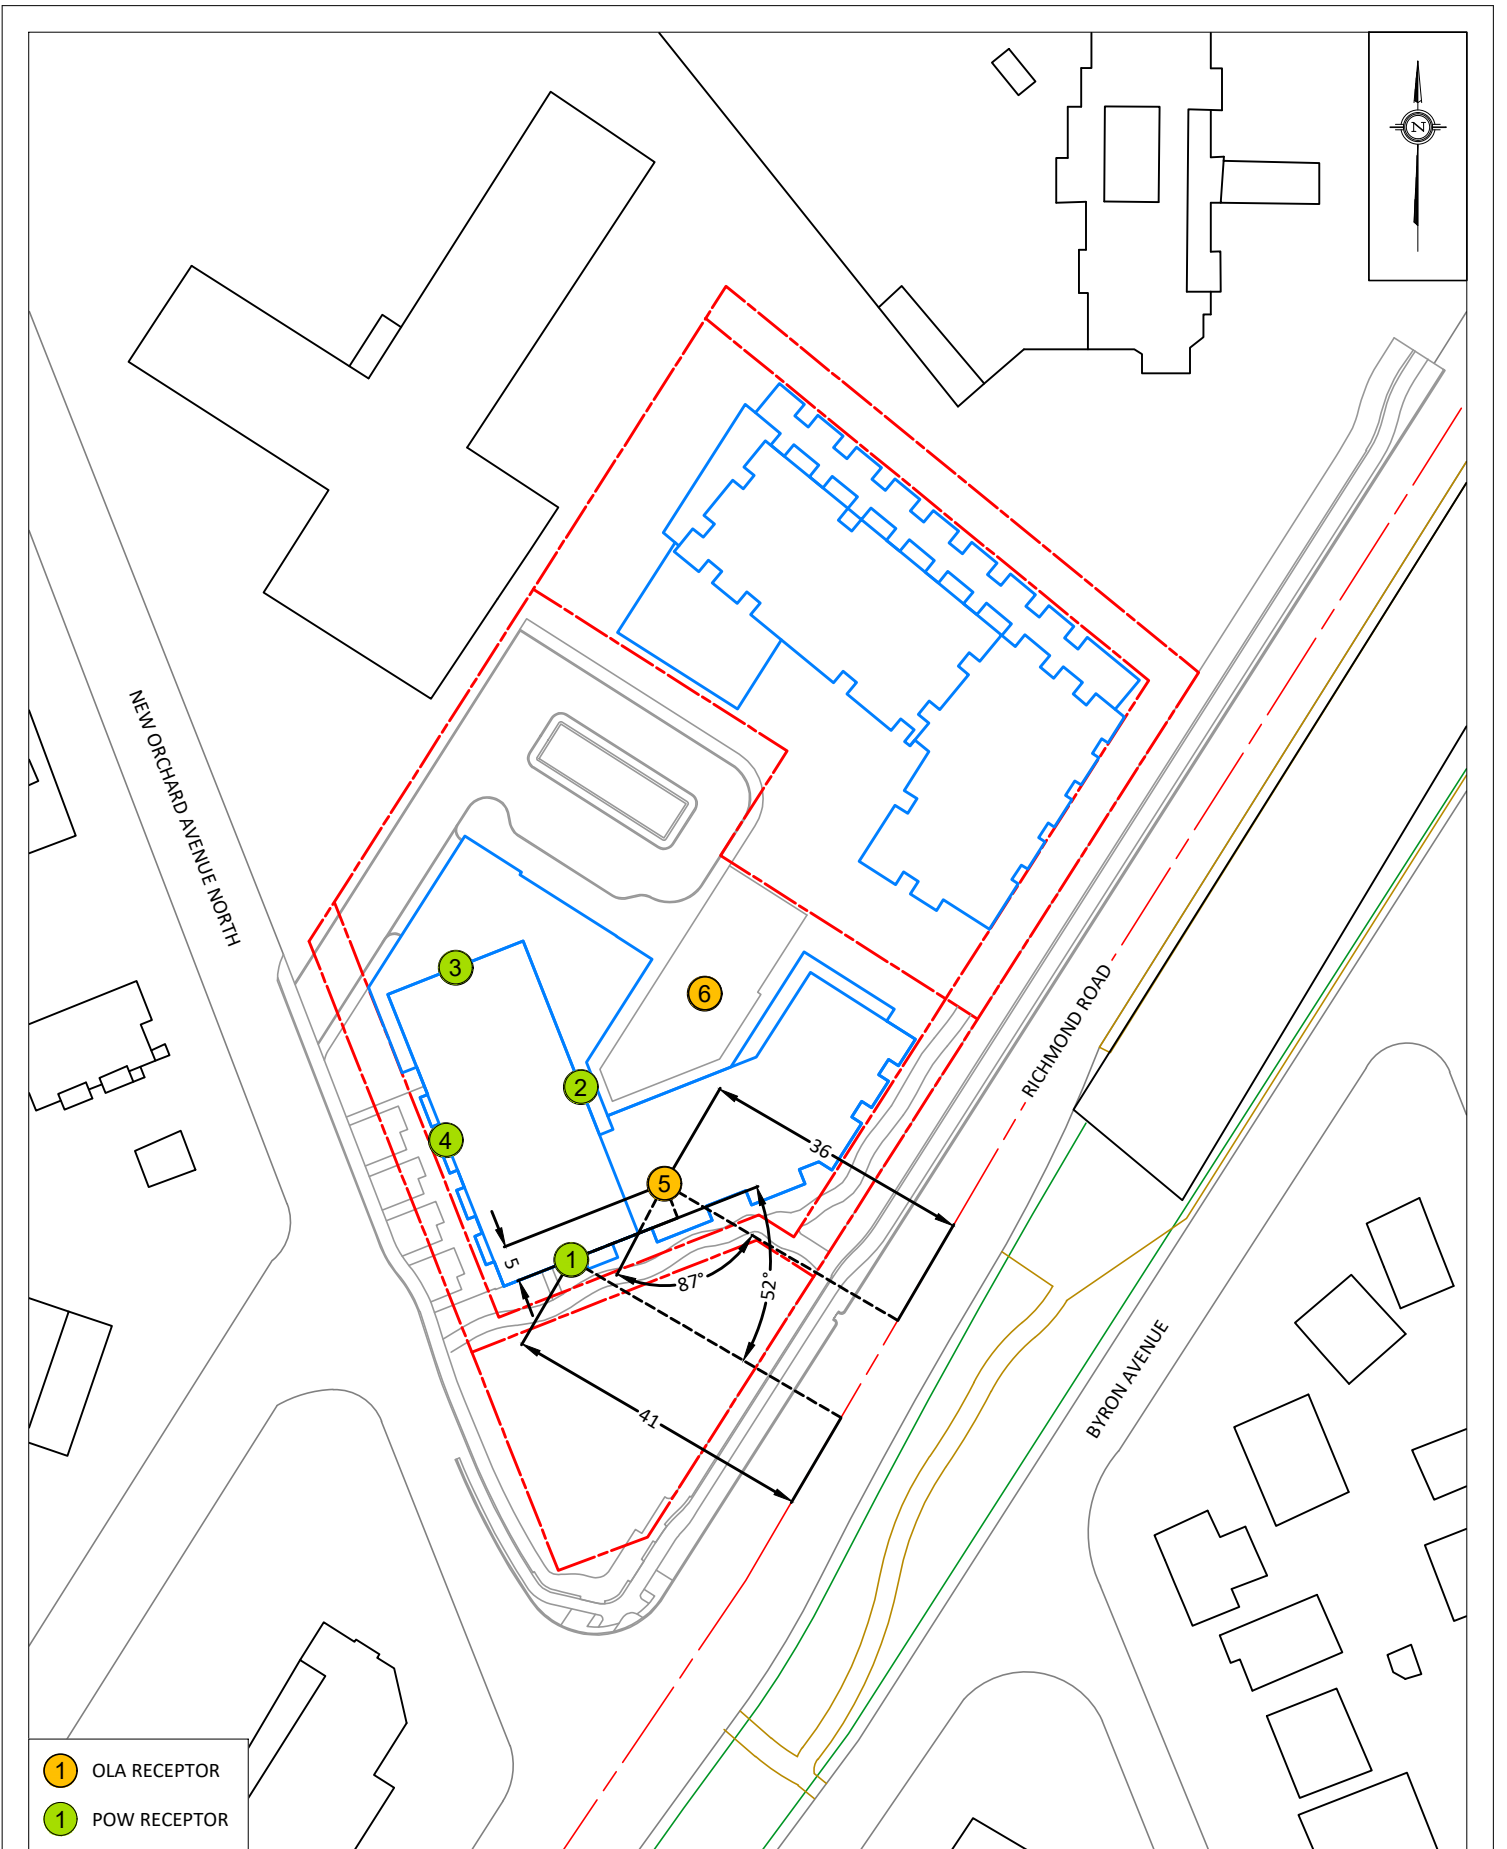 N
NEW ORCHARD AVENUE NORTH
3
6
RICHMOND ROAD
2
4
36
5
1
5
87°
52°
41
BYRON AVENUE
1 OLA RECEPTOR
1 POW RECEPTOR